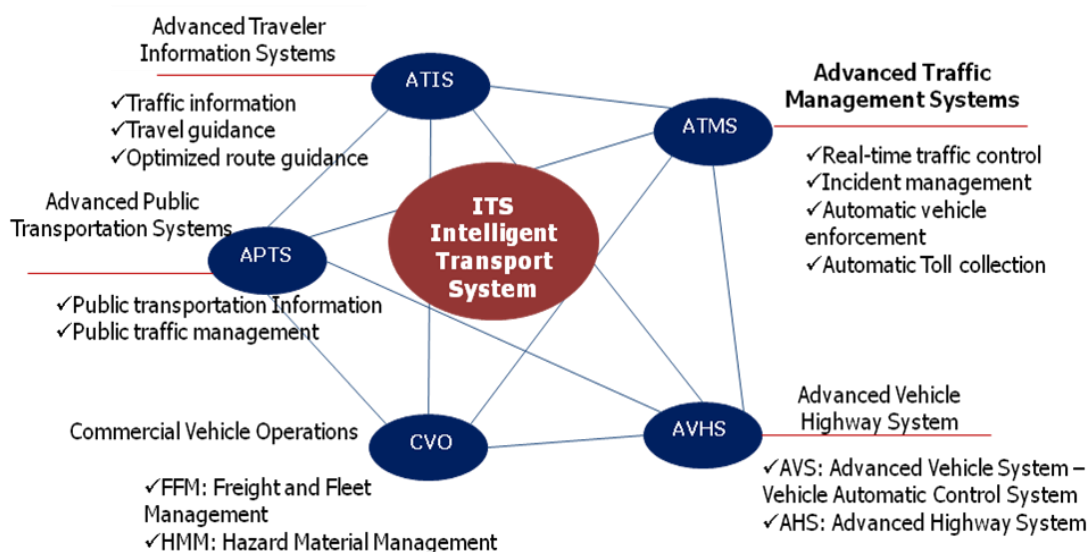 Advanced Traveler
Information Systems
ATIS
✓Traffic information
✓Travel guidance
✓Optimized route guidance
Advanced Traffic
Management Systems
ATMS
✓Real-time traffic control
✓Incident management
✓Automatic vehicle
enforcement
✓Automatic Toll collection
Advanced Public
Transportation Systems
APTS
✓Public transportation Information
✓Public traffic management
ITS
Intelligent
Transport
System
Commercial Vehicle Operations
CVO
✓FFM: Freight and Fleet
Management
✓HMM: Hazard Material Management
Advanced Vehicle
Highway System
AVHS
✓AVS: Advanced Vehicle System –
Vehicle Automatic Control System
✓AHS: Advanced Highway System